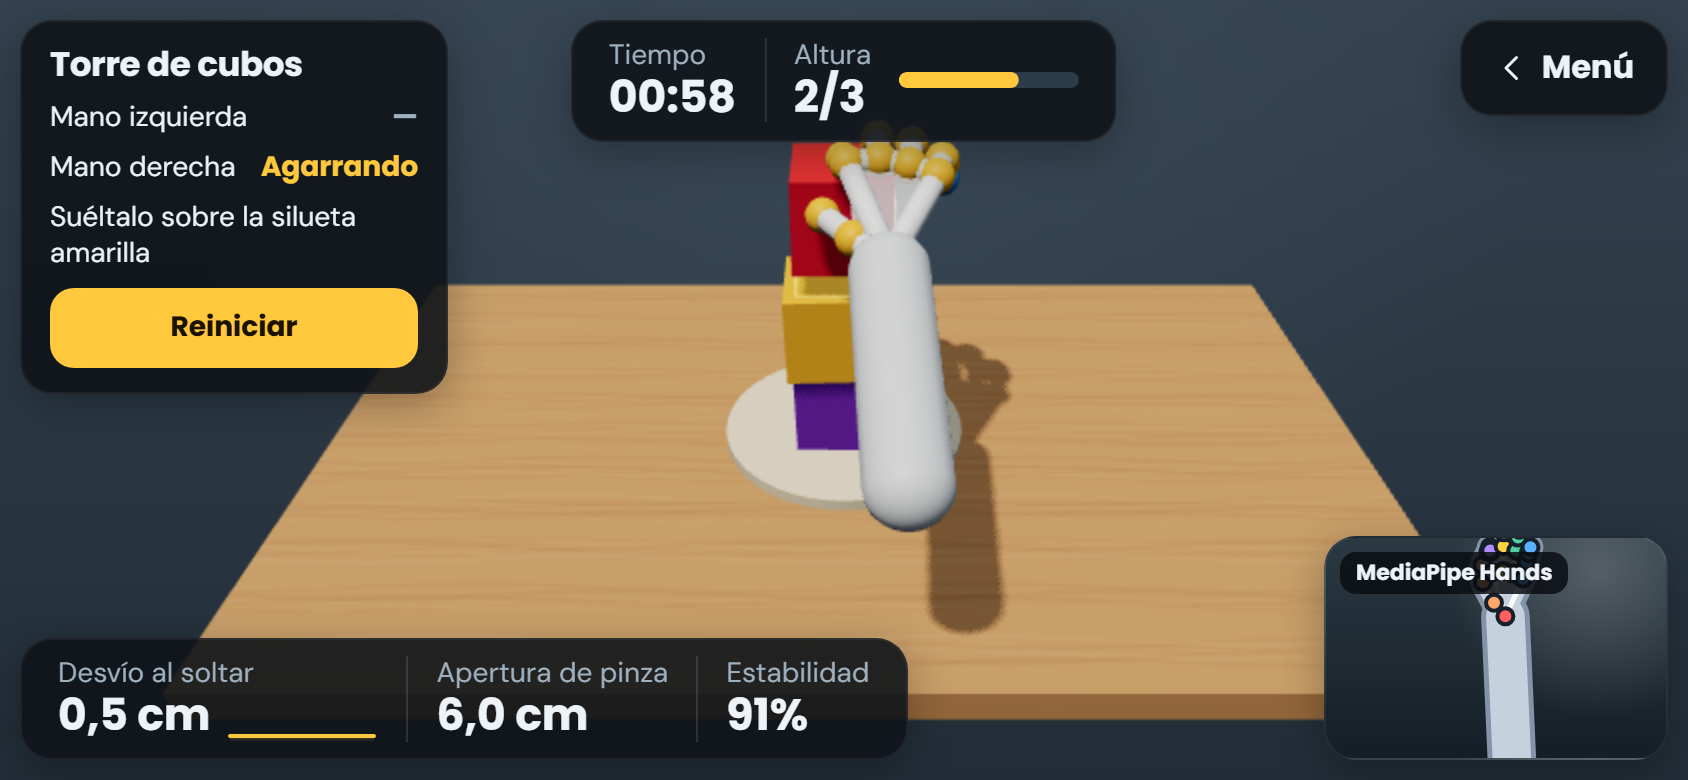 Torre de cubos
Mano izquierda –
Mano derecha Agarrando
Suéltalo sobre la silueta
amarilla
Reiniciar
Tiempo
00:58
Altura
2/3
Menú
Desvío al soltar
0,5 cm
Apertura de pinza
6,0 cm
Estabilidad
91%
MediaPipe Hands